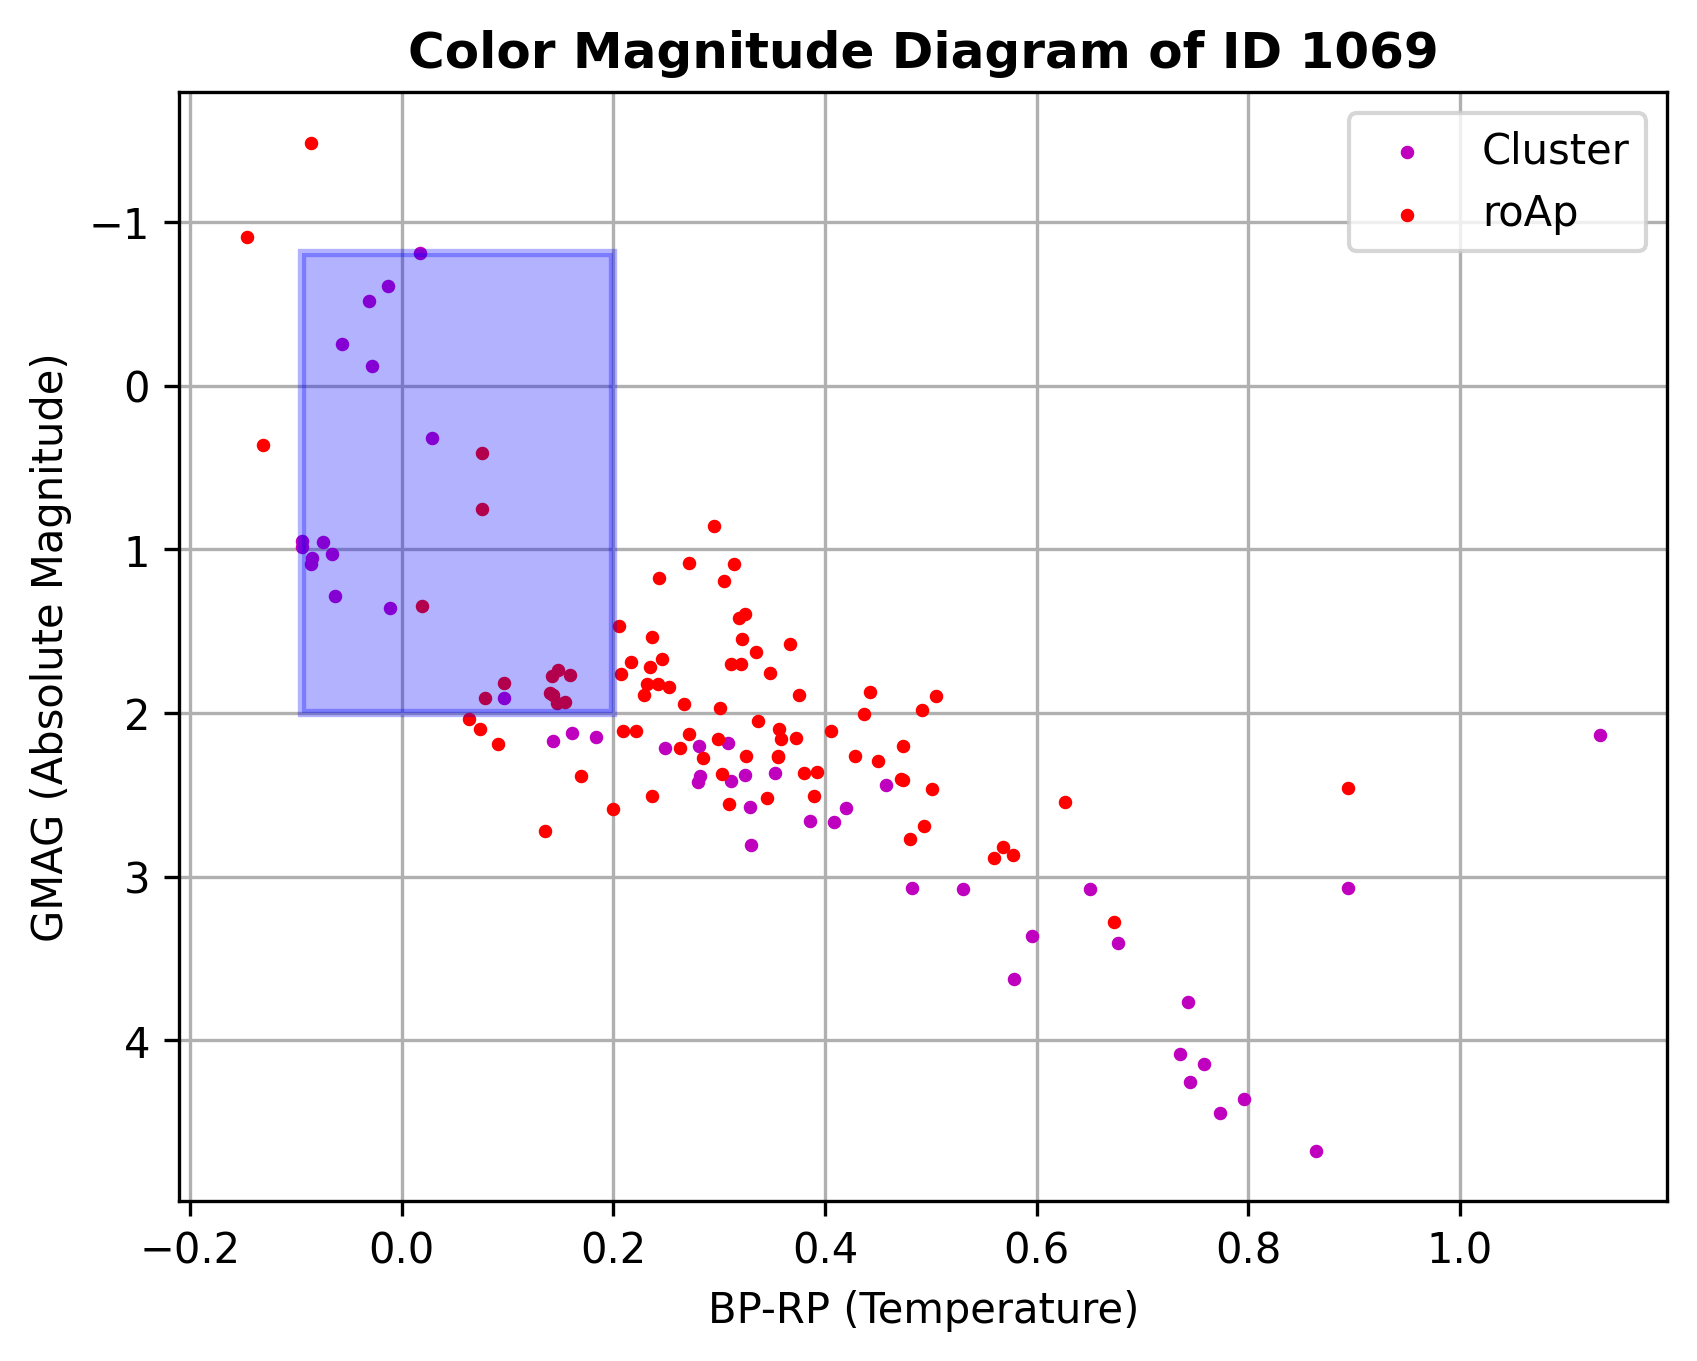 Color Magnitude Diagram of ID 1069
Cluster
roAp
GMAG (Absolute Magnitude)
−1
0
1
2
3
4
−0.2 0.0 0.2 0.4 0.6 0.8 1.0
BP-RP (Temperature)